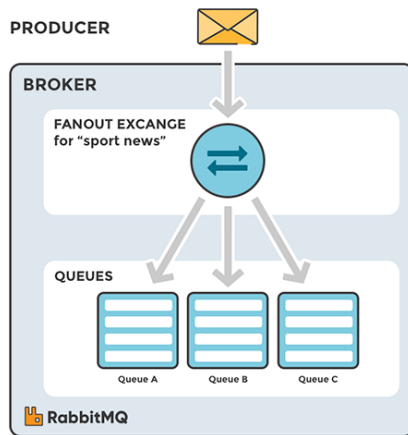 PRODUCER
BROKER
FANOUT EXCANGE
for “sport news”
QUEUES
Queue A
Queue B
Queue C
RabbitMQ